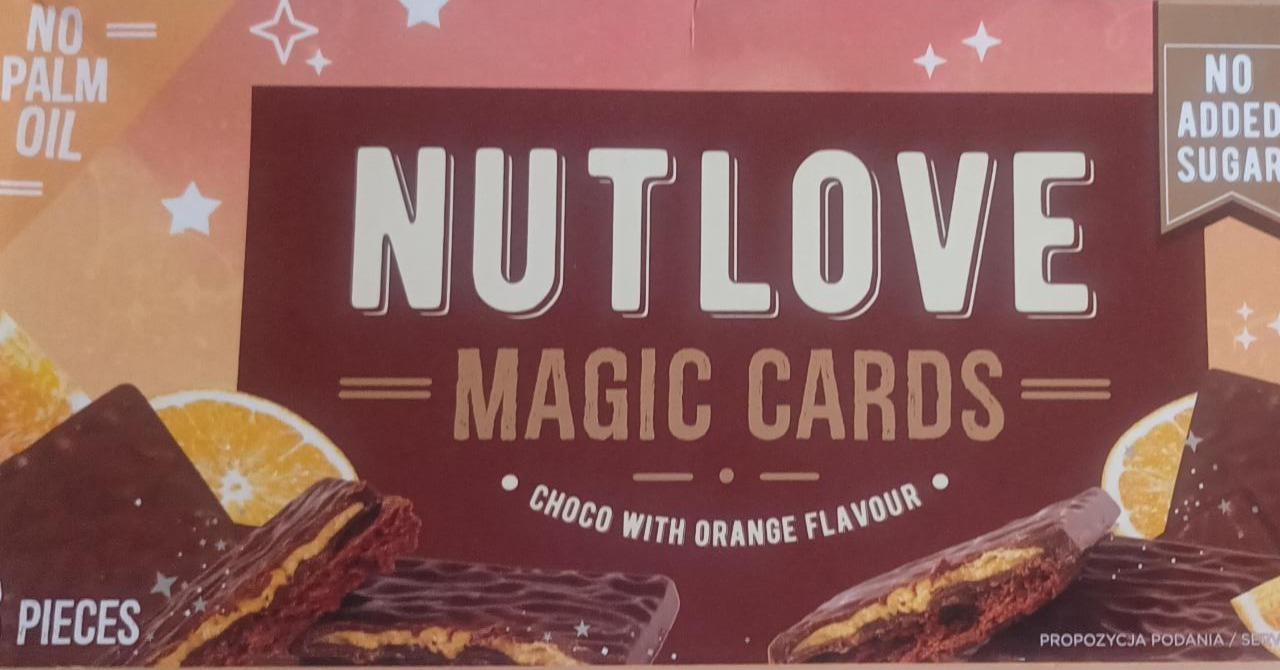 NO
PALM
OIL
NO
ADDED
SUGAR
NUTLOVE
MAGIC CARDS
CHOCO WITH ORANGE FLAVOUR
PIECES
PROPOZYCJA PODANIA /